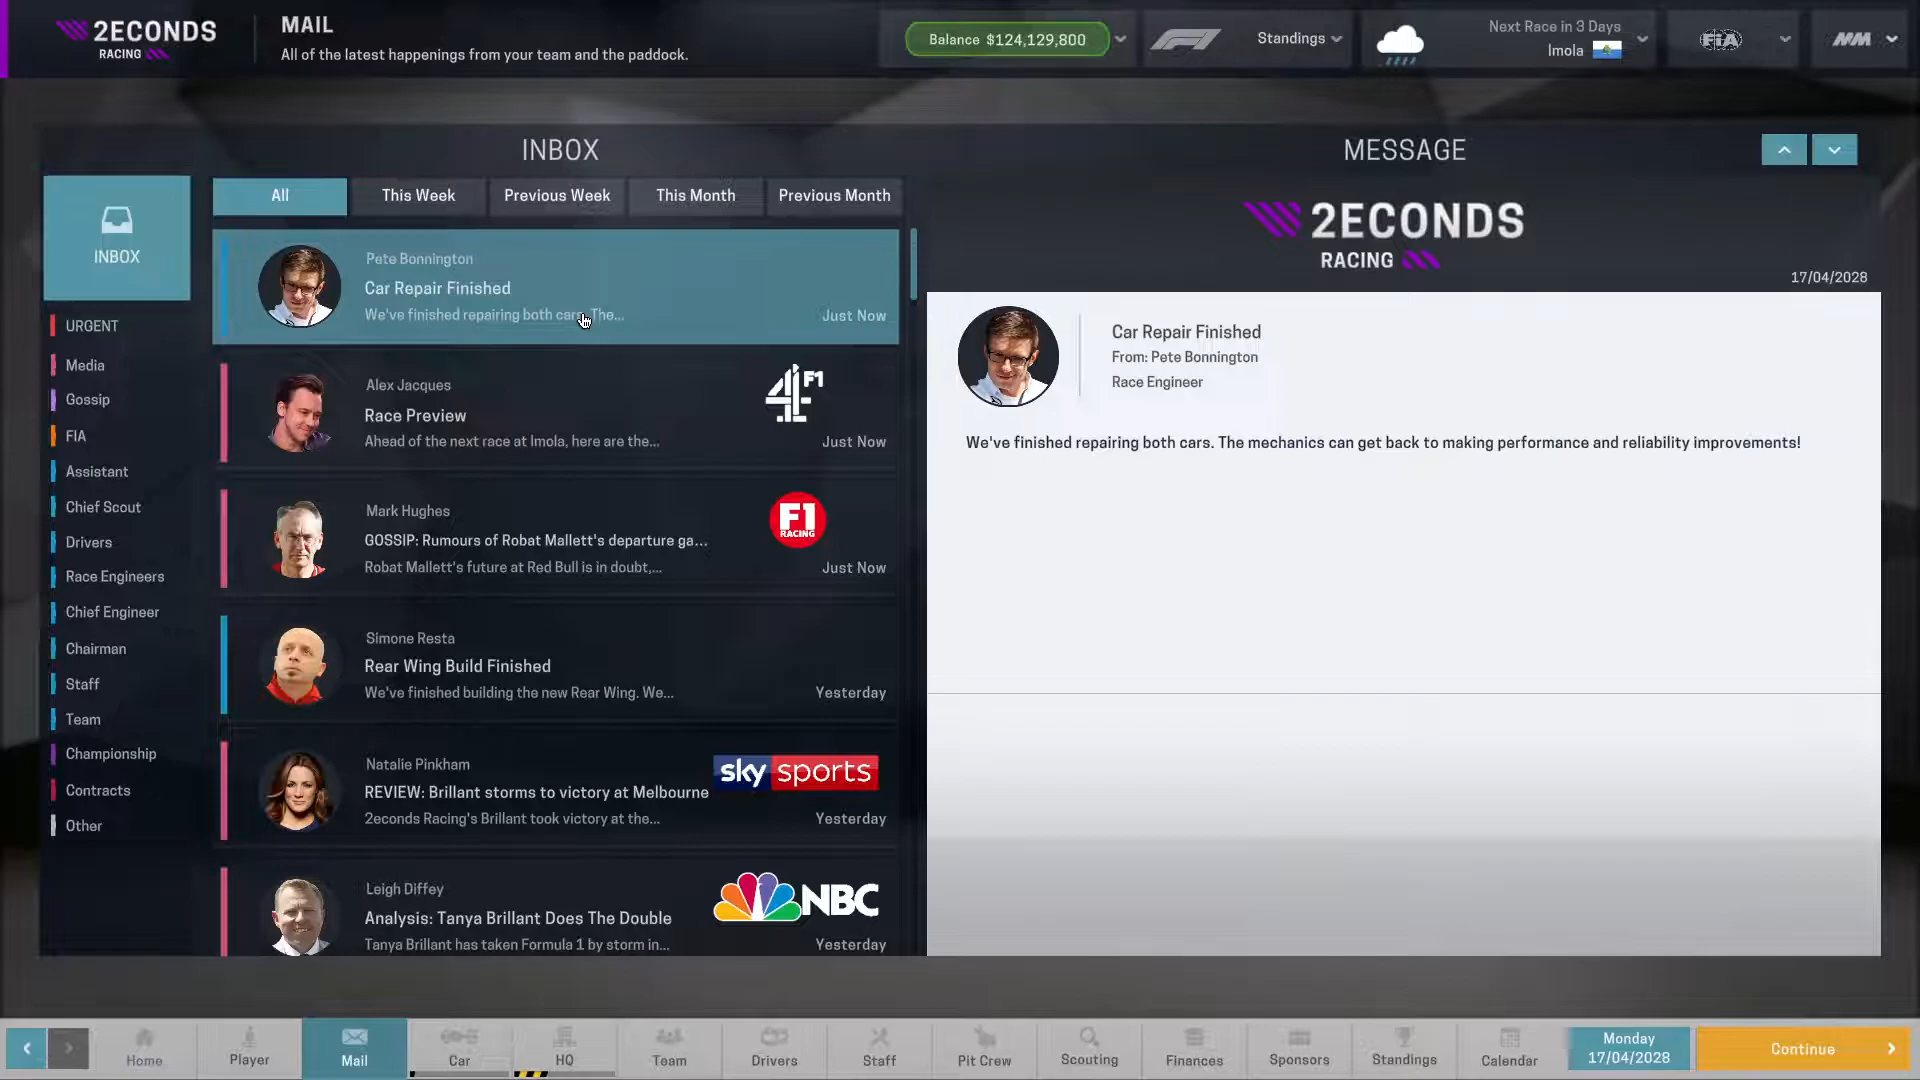 2ECONDS
RACING
MAIL
All of the latest happenings from your team and the paddock.
Balance $124,129,800
F1
Standings
Next Race in 3 Days
Imola
FIA
MM
INBOX
MESSAGE
INBOX
All
This Week
Previous Week
This Month
Previous Month
URGENT
Media
Gossip
FIA
Assistant
Chief Scout
Drivers
Race Engineers
Chief Engineer
Chairman
Staff
Team
Championship
Contracts
Other
Pete Bonnington
Car Repair Finished
We've finished repairing both cars. The...
Just Now
Alex Jacques
Race Preview
Ahead of the next race at Imola, here are the...
4 F1
Just Now
Mark Hughes
GOSSIP: Rumours of Robat Mallett's departure ga...
Robat Mallett's future at Red Bull is in doubt,...
F1
RACING
Just Now
Simone Resta
Rear Wing Build Finished
We've finished building the new Rear Wing. We...
Yesterday
Natalie Pinkham
REVIEW: Brillant storms to victory at Melbourne
2econds Racing's Brillant took victory at the...
sky sports
Yesterday
Leigh Diffey
Analysis: Tanya Brillant Does The Double
Tanya Brillant has taken Formula 1 by storm in...
NBC
Yesterday
2ECONDS
RACING
17/04/2028
Car Repair Finished
From: Pete Bonnington
Race Engineer
We've finished repairing both cars. The mechanics can get back to making performance and reliability improvements!
Home
Player
Mail
Car
HQ
Team
Drivers
Staff
Pit Crew
Scouting
Finances
Sponsors
Standings
Calendar
Monday
17/04/2028
Continue